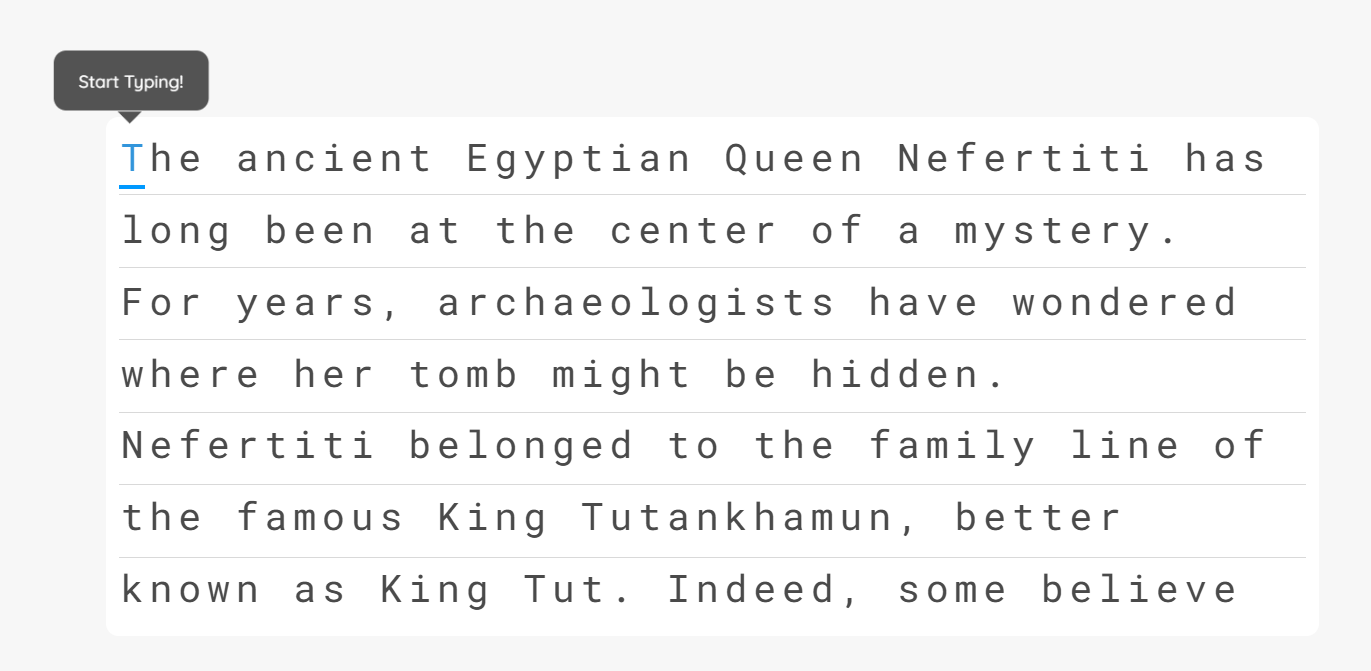 Start Typing!
The ancient Egyptian Queen Nefertiti has
long been at the center of a mystery.
For years, archaeologists have wondered
where her tomb might be hidden.
Nefertiti belonged to the family line of
the famous King Tutankhamun, better
known as King Tut. Indeed, some believe